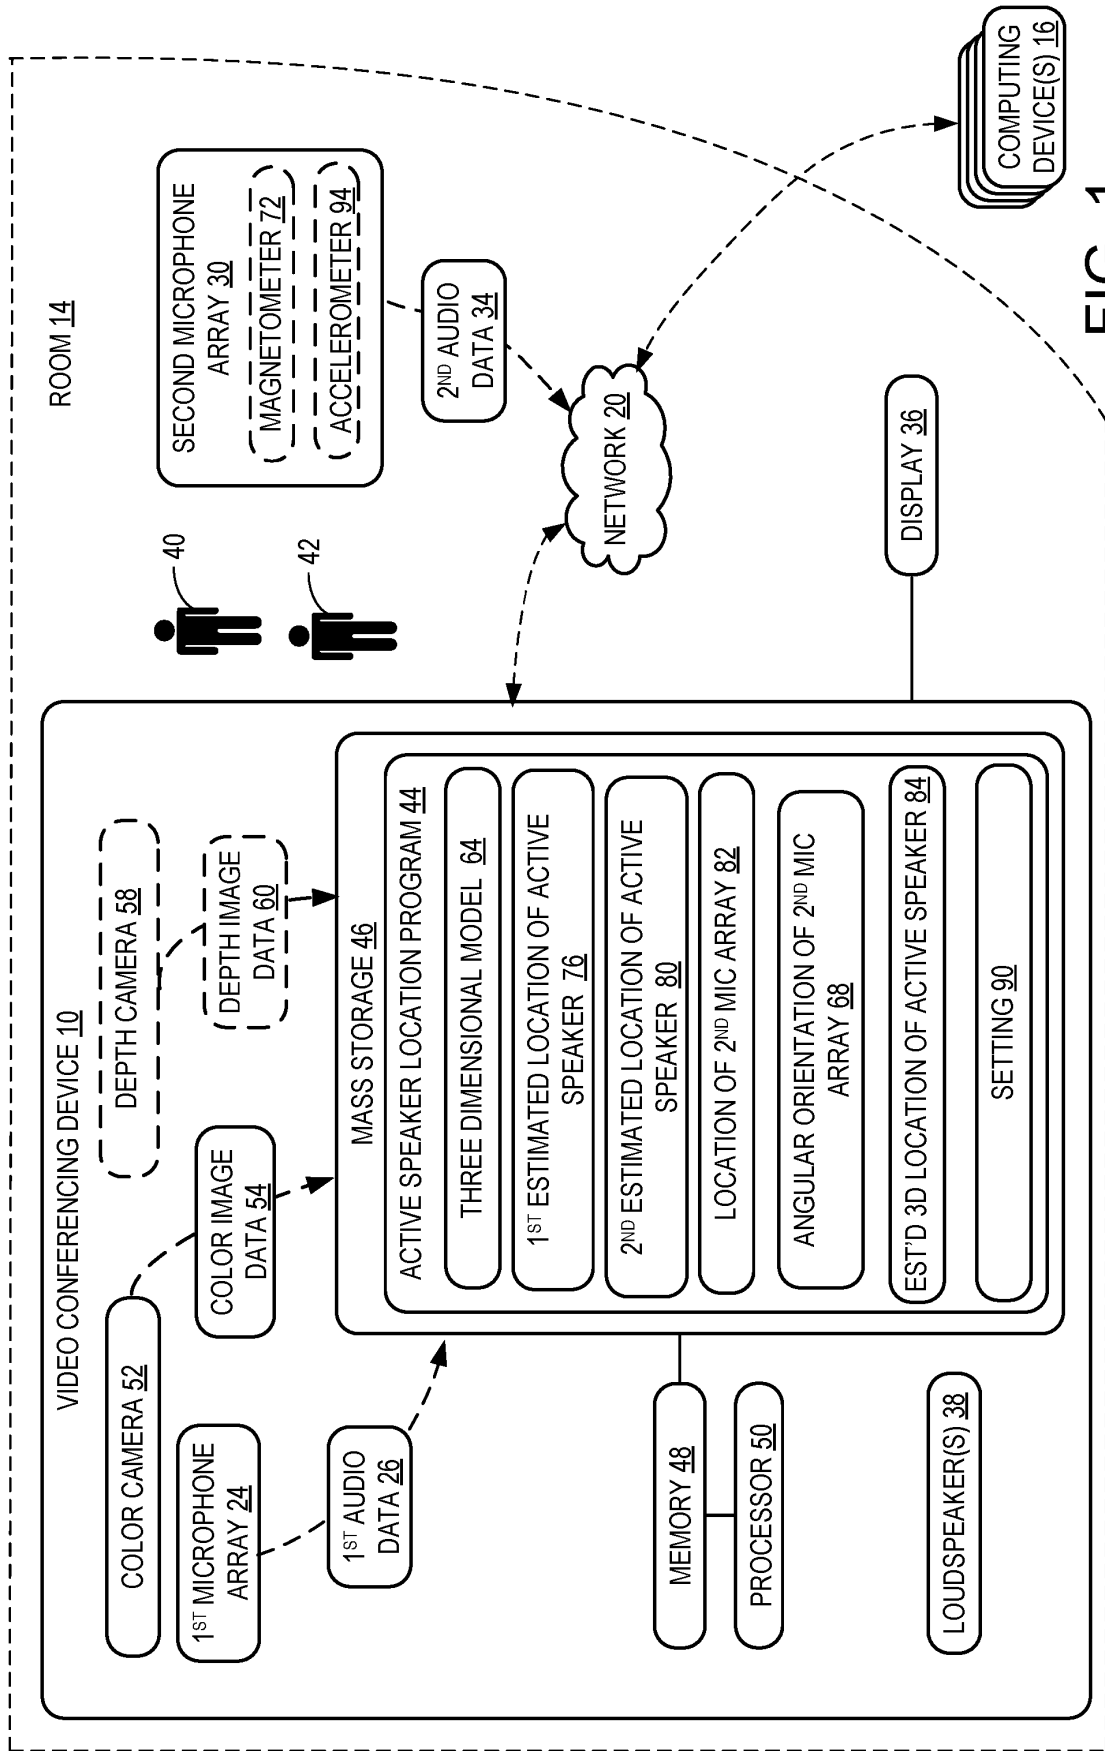 ROOM 14
VIDEO CONFERENCING DEVICE 10
COLOR CAMERA 52
DEPTH CAMERA 58
1ST MICROPHONE
ARRAY 24
COLOR IMAGE
DATA 54
DEPTH IMAGE
DATA 60
1ST AUDIO
DATA 26
MASS STORAGE 46
ACTIVE SPEAKER LOCATION PROGRAM 44
THREE DIMENSIONAL MODEL 64
1ST ESTIMATED LOCATION OF ACTIVE
SPEAKER 76
2ND ESTIMATED LOCATION OF ACTIVE
SPEAKER 80
LOCATION OF 2ND MIC ARRAY 82
ANGULAR ORIENTATION OF 2ND MIC
ARRAY 68
EST'D 3D LOCATION OF ACTIVE SPEAKER 84
SETTING 90
MEMORY 48
PROCESSOR 50
LOUDSPEAKER(S) 38
40
42
SECOND MICROPHONE
ARRAY 30
MAGNETOMETER 72
ACCELEROMETER 94
2ND AUDIO
DATA 34
NETWORK 20
DISPLAY 36
COMPUTING
DEVICE(S) 16
FIG. 1